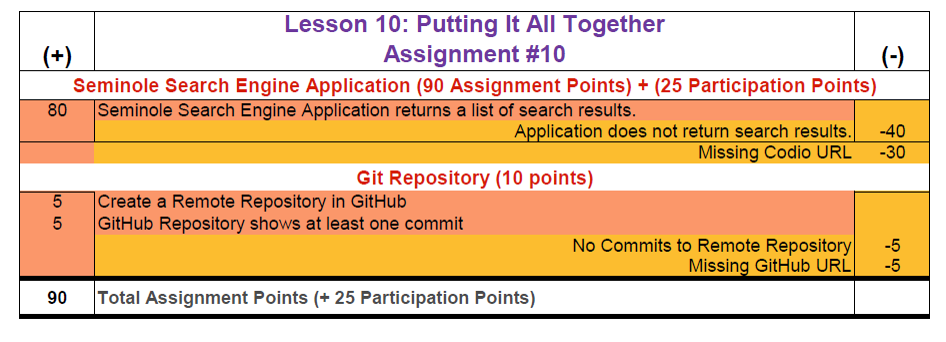 Lesson 10: Putting It All Together
(+) Assignment #10 (-)
Seminole Search Engine Application (90 Assignment Points) + (25 Participation Points)
80 Seminole Search Engine Application returns a list of search results.
Application does not return search results. -40
Missing Codio URL -30
Git Repository (10 points)
5 Create a Remote Repository in GitHub
5 GitHub Repository shows at least one commit
No Commits to Remote Repository -5
Missing GitHub URL -5
90 Total Assignment Points (+ 25 Participation Points)